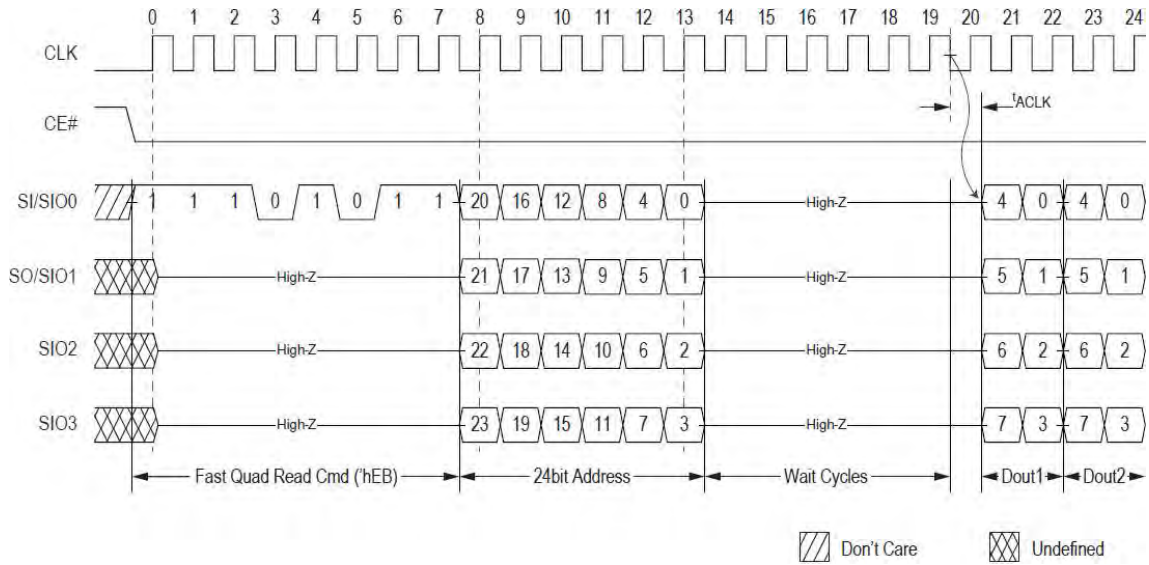 0 1 2 3 4 5 6 7 8 9 10 11 12 13 14 15 16 17 18 19 20 21 22 23 24
CLK
tACLK
CE#
SI/SIO0 1 1 1 0 1 0 1 1 20 16 12 8 4 0 High-Z 4 0 4 0
SO/SIO1 High-Z 21 17 13 9 5 1 High-Z 5 1 5 1
SIO2 High-Z 22 18 14 10 6 2 High-Z 6 2 6 2
SIO3 High-Z 23 19 15 11 7 3 High-Z 7 3 7 3
Fast Quad Read Cmd ('hEB) 24bit Address Wait Cycles Dout1 Dout2
Don't Care Undefined